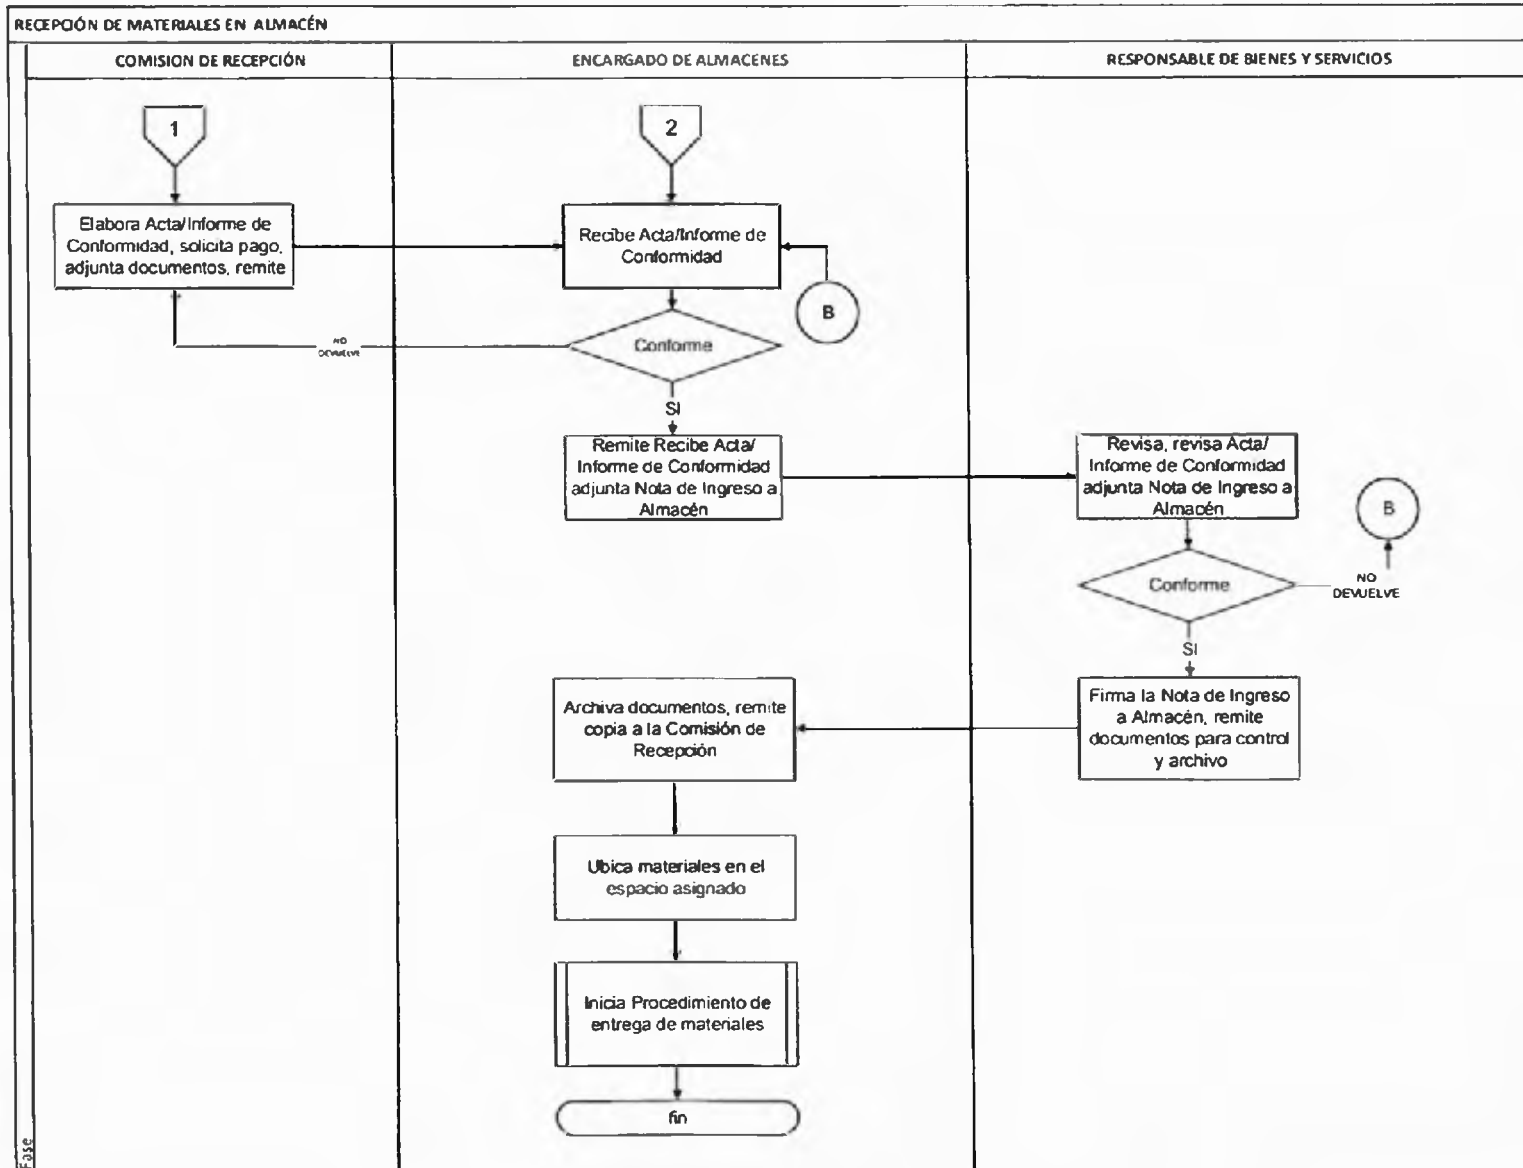 RECEPCIÓN DE MATERIALES EN ALMACÉN
COMISION DE RECEPCIÓN
ENCARGADO DE ALMACENES
RESPONSABLE DE BIENES Y SERVICIOS
1
2
Elabora Acta/Informe de
Conformidad, solicita pago,
adjunta documentos, remite
Recibe Acta/Informe de
Conformidad
B
Conforme
NO
DEVUELVE
SI
Remite Recibe Acta/
Informe de Conformidad
adjunta Nota de Ingreso a
Almacén
Revisa, revisa Acta/
Informe de Conformidad
adjunta Nota de Ingreso a
Almacén
B
Conforme
NO
DEVUELVE
SI
Firma la Nota de Ingreso
a Almacén, remite
documentos para control
y archivo
Archiva documentos, remite
copia a la Comisión de
Recepción
Ubica materiales en el
espacio asignado
Inicia Procedimiento de
entrega de materiales
fin
Fase